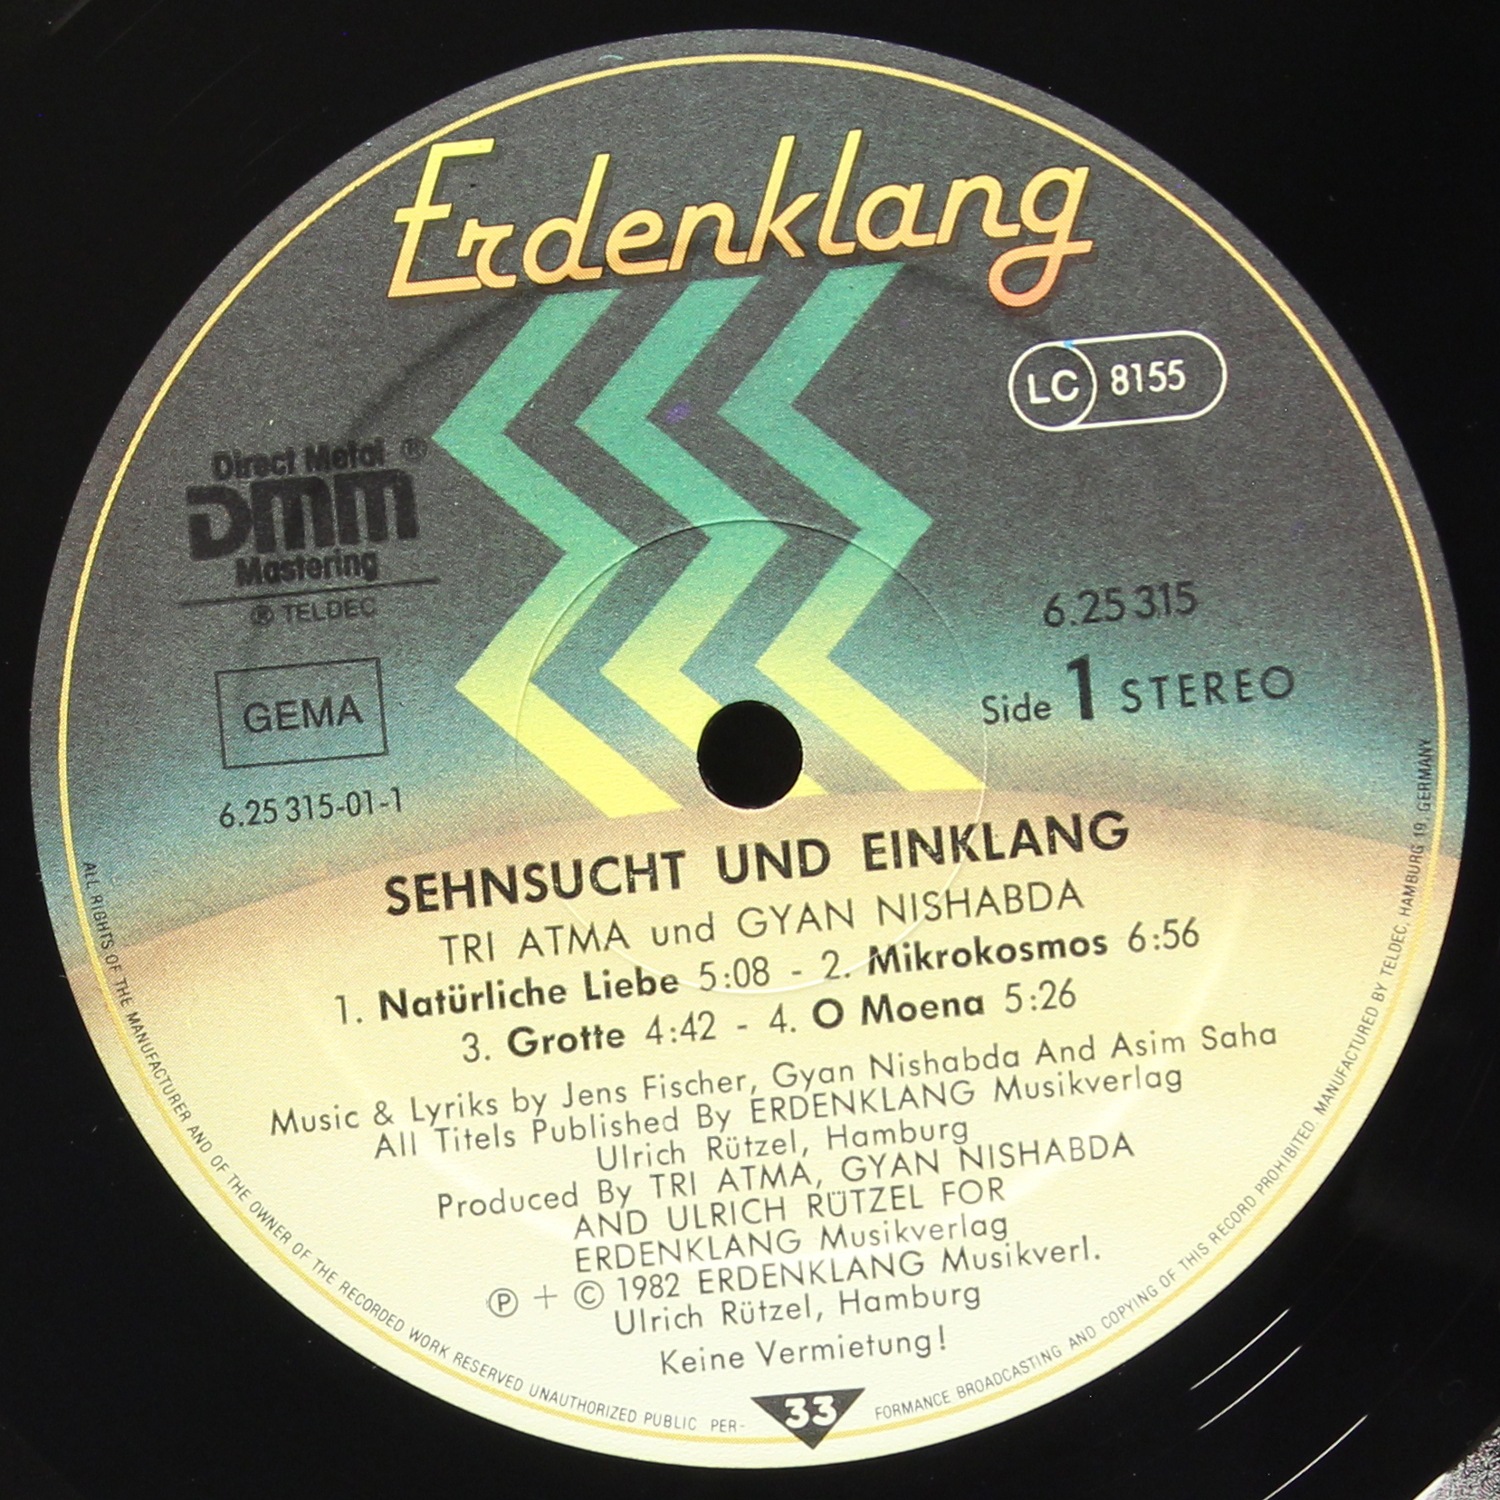 Erdenklang
LC 8155
Direct Metal ®
DMM
Mastering
℗ TELDEC
GEMA
6.25315-01-1
6.25315
Side 1 STEREO
SEHNSUCHT UND EINKLANG
TRI ATMA und GYAN NISHABDA
1. Natürliche Liebe 5:08 - 2. Mikrokosmos 6:56
3. Grotte 4:42 - 4. O Moena 5:26
Music & Lyriks by Jens Fischer, Gyan Nishabda And Asim Saha
All Titels Published By ERDENKLANG Musikverlag
Ulrich Rützel, Hamburg
Produced By TRI ATMA, GYAN NISHABDA
AND ULRICH RÜTZEL FOR
ERDENKLANG Musikverlag
℗ + © 1982 ERDENKLANG Musikverl.
Ulrich Rützel, Hamburg
Keine Vermietung!
33
ALL RIGHTS OF THE MANUFACTURER AND OF THE OWNER OF THE RECORDED WORK RESERVED UNAUTHORIZED PUBLIC PER-
FORMANCE BROADCASTING AND COPYING OF THIS RECORD PROHIBITED. MANUFACTURED BY TELDEC, HAMBURG 19, GERMANY